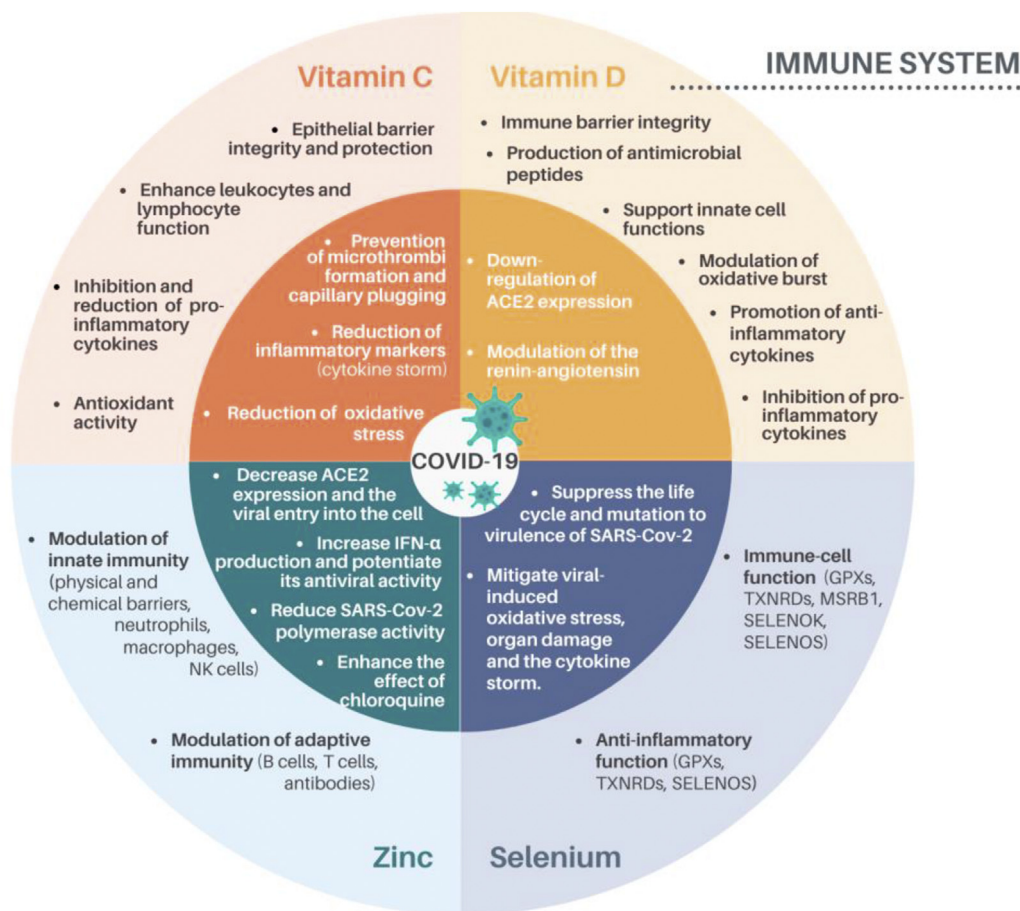 IMMUNE SYSTEM
Vitamin C
• Epithelial barrier
integrity and protection
• Enhance leukocytes and
lymphocyte
function
• Inhibition and
reduction of pro-
inflammatory
cytokines
• Antioxidant
activity
• Prevention
of microthrombi
formation and
capillary plugging
• Reduction of
inflammatory markers
(cytokine storm)
• Reduction of oxidative
stress
Vitamin D
• Immune barrier integrity
• Production of antimicrobial
peptides
• Support innate cell
functions
• Modulation of
oxidative burst
• Promotion of anti-
inflammatory
cytokines
• Inhibition of pro-
inflammatory
cytokines
• Down-
regulation of
ACE2 expression
• Modulation of the
renin-angiotensin
COVID-19
• Decrease ACE2
expression and the
viral entry into the cell
• Increase IFN-α
production and potentiate
its antiviral activity
• Reduce SARS-Cov-2
polymerase activity
• Enhance the
effect of
chloroquine
• Modulation of
innate immunity
(physical and
chemical barriers,
neutrophils,
macrophages,
NK cells)
• Modulation of adaptive
immunity (B cells, T cells,
antibodies)
Zinc
• Suppress the life
cycle and mutation to
virulence of SARS-Cov-2
• Mitigate viral-
induced
oxidative stress,
organ damage
and the cytokine
storm.
• Immune-cell
function (GPXs,
TXNRDs, MSRB1,
SELENOK,
SELENOS)
• Anti-inflammatory
function (GPXs,
TXNRDs, SELENOS)
Selenium